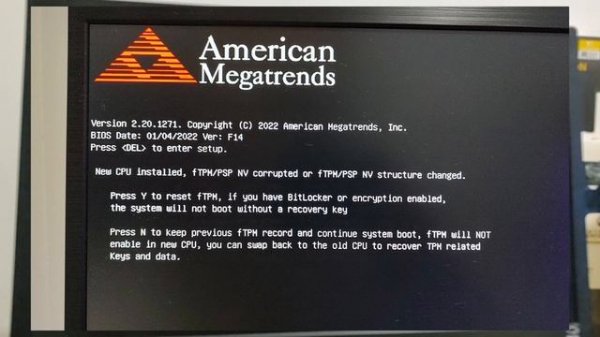 American
Megatrends
Version 2.20.1271. Copyright (C) 2022 American Megatrends, Inc.
BIOS Date: 01/04/2022 Ver: F14
Press <DEL> to enter setup.
New CPU installed, fTPM/PSP NV corrupted or fTPM/PSP NV structure changed.
Press Y to reset fTPM, if you have BitLocker or encryption enabled,
the system will not boot without a recovery key
Press N to keep previous fTPM record and continue system boot, fTPM will NOT
enable in new CPU, you can swap back to the old CPU to recover TPM related
Keys and data.